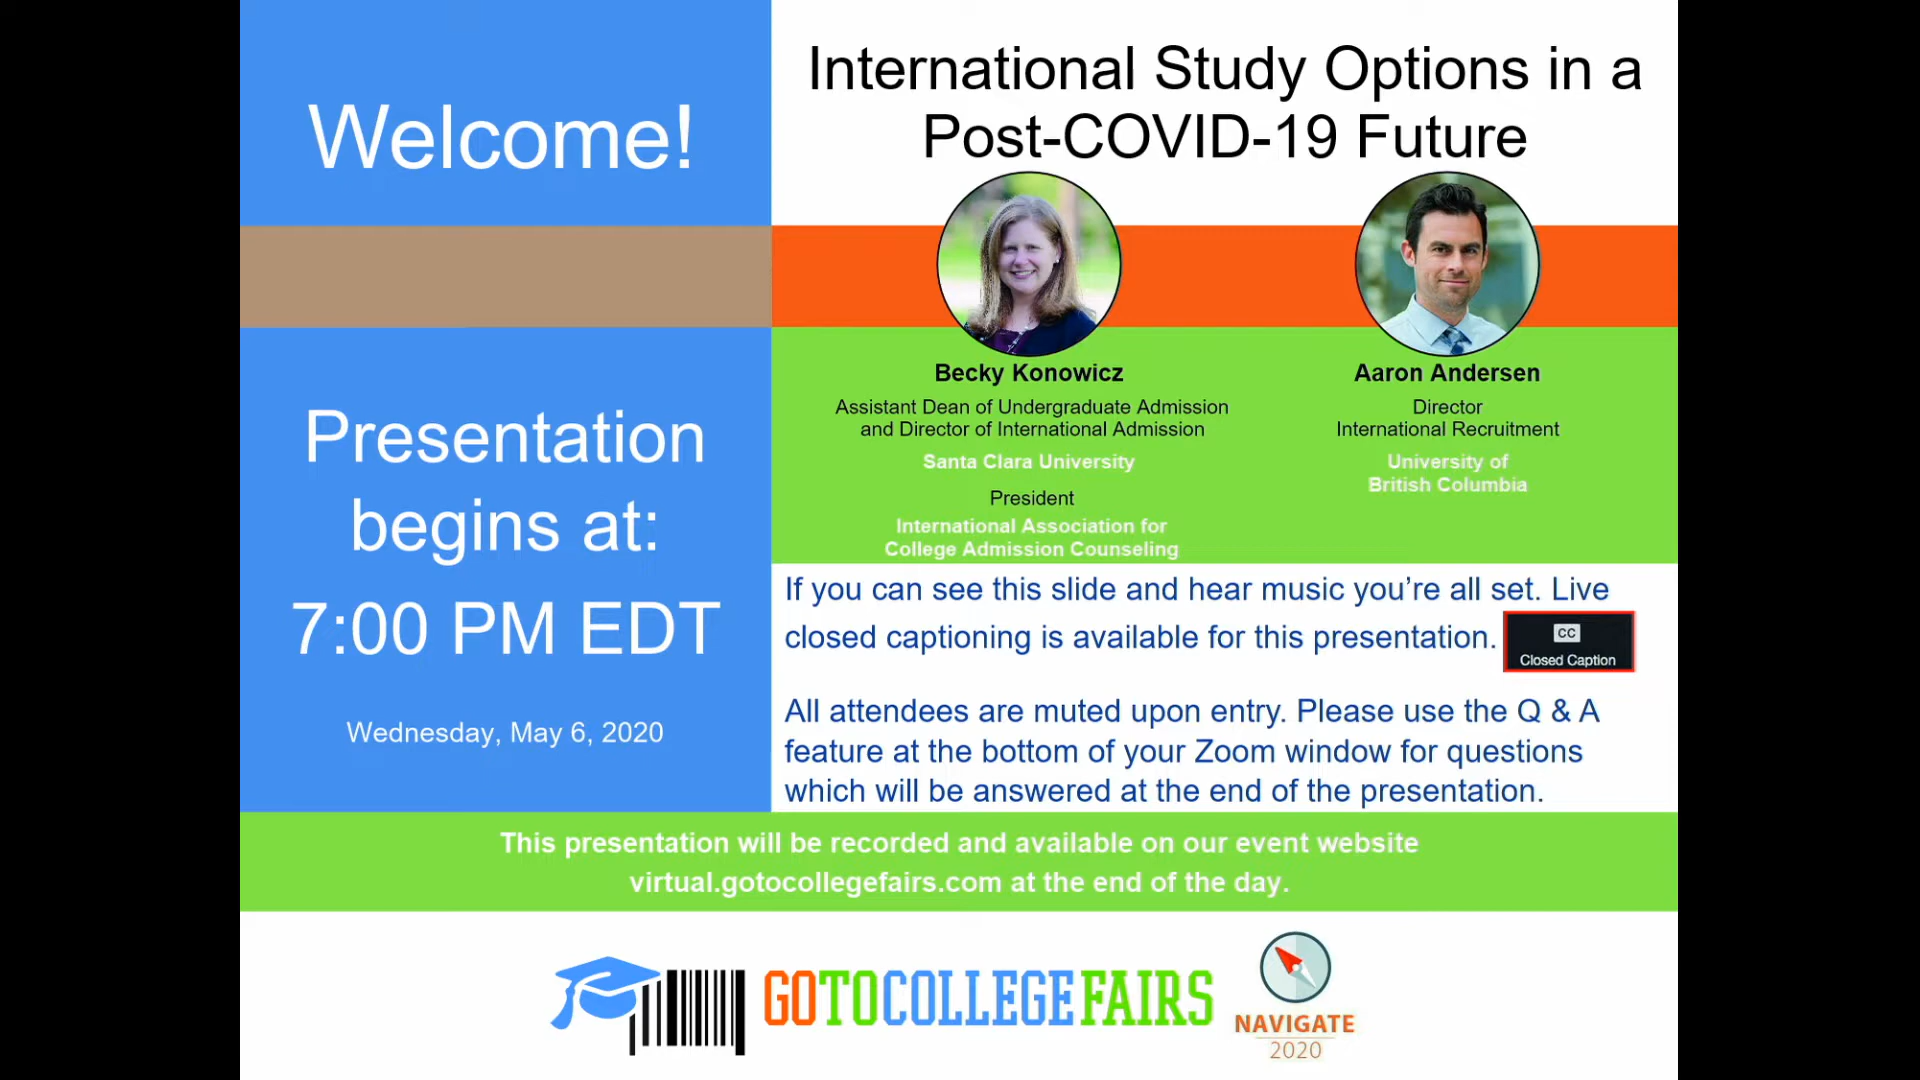 Welcome!
Presentation
begins at:
7:00 PM EDT
Wednesday, May 6, 2020
International Study Options in a
Post-COVID-19 Future
Becky Konowicz
Assistant Dean of Undergraduate Admission
and Director of International Admission
Santa Clara University
President
International Association for
College Admission Counseling
Aaron Andersen
Director
International Recruitment
University of
British Columbia
If you can see this slide and hear music you’re all set. Live
closed captioning is available for this presentation.
CC
Closed Caption
All attendees are muted upon entry. Please use the Q & A
feature at the bottom of your Zoom window for questions
which will be answered at the end of the presentation.
This presentation will be recorded and available on our event website
virtual.gotocollegefairs.com at the end of the day.
GOTOCOLLEGEFAIRS
NAVIGATE
2020